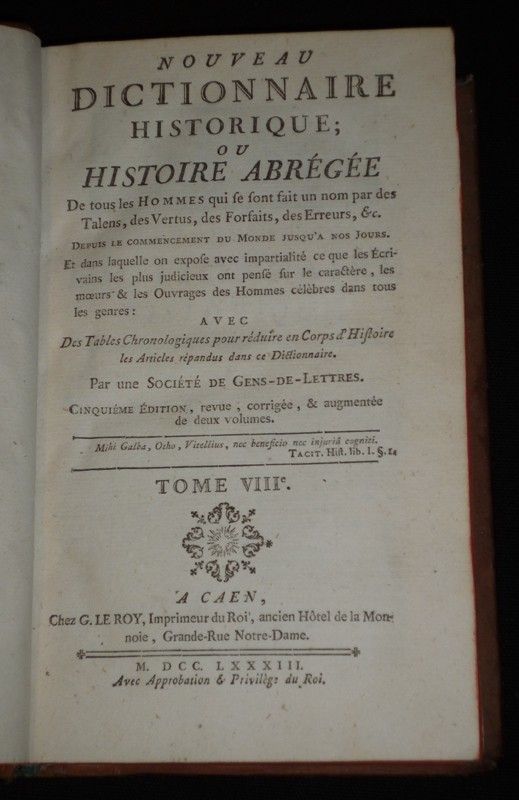 NOUVEAU
DICTIONNAIRE
HISTORIQUE;
OU
HISTOIRE ABRÉGÉE
De tous les HOMMES qui se sont fait un nom par des
Talens, des Vertus, des Forfaits, des Erreurs, &c.
DEPUIS LE COMMENCEMENT DU MONDE JUSQU'A NOS JOURS.
Et dans laquelle on expose avec impartialité ce que les Écri-
vains les plus judicieux ont pensé sur le caractère, les
mœurs & les Ouvrages des Hommes célèbres dans tous
les genres:
AVEC
Des Tables Chronologiques pour réduire en Corps d'Histoire
les Articles répandus dans ce Dictionnaire.
Par une SOCIÉTÉ DE GENS-DE-LETTRES.
CINQUIÉME ÉDITION, revue, corrigée, & augmentée
de deux volumes.
Mihi Galba, Otho, Vitellius, nec beneficio nec injuriâ cogniti.
TACIT. Hist. lib. I. §. 1
TOME VIIIe.
A CAEN,
Chez G. LE ROY, Imprimeur du Roi, ancien Hôtel de la Mon-
noie, Grande-Rue Notre-Dame.
M. DCC. LXXXIII.
Avec Approbation & Privilège du Roi.